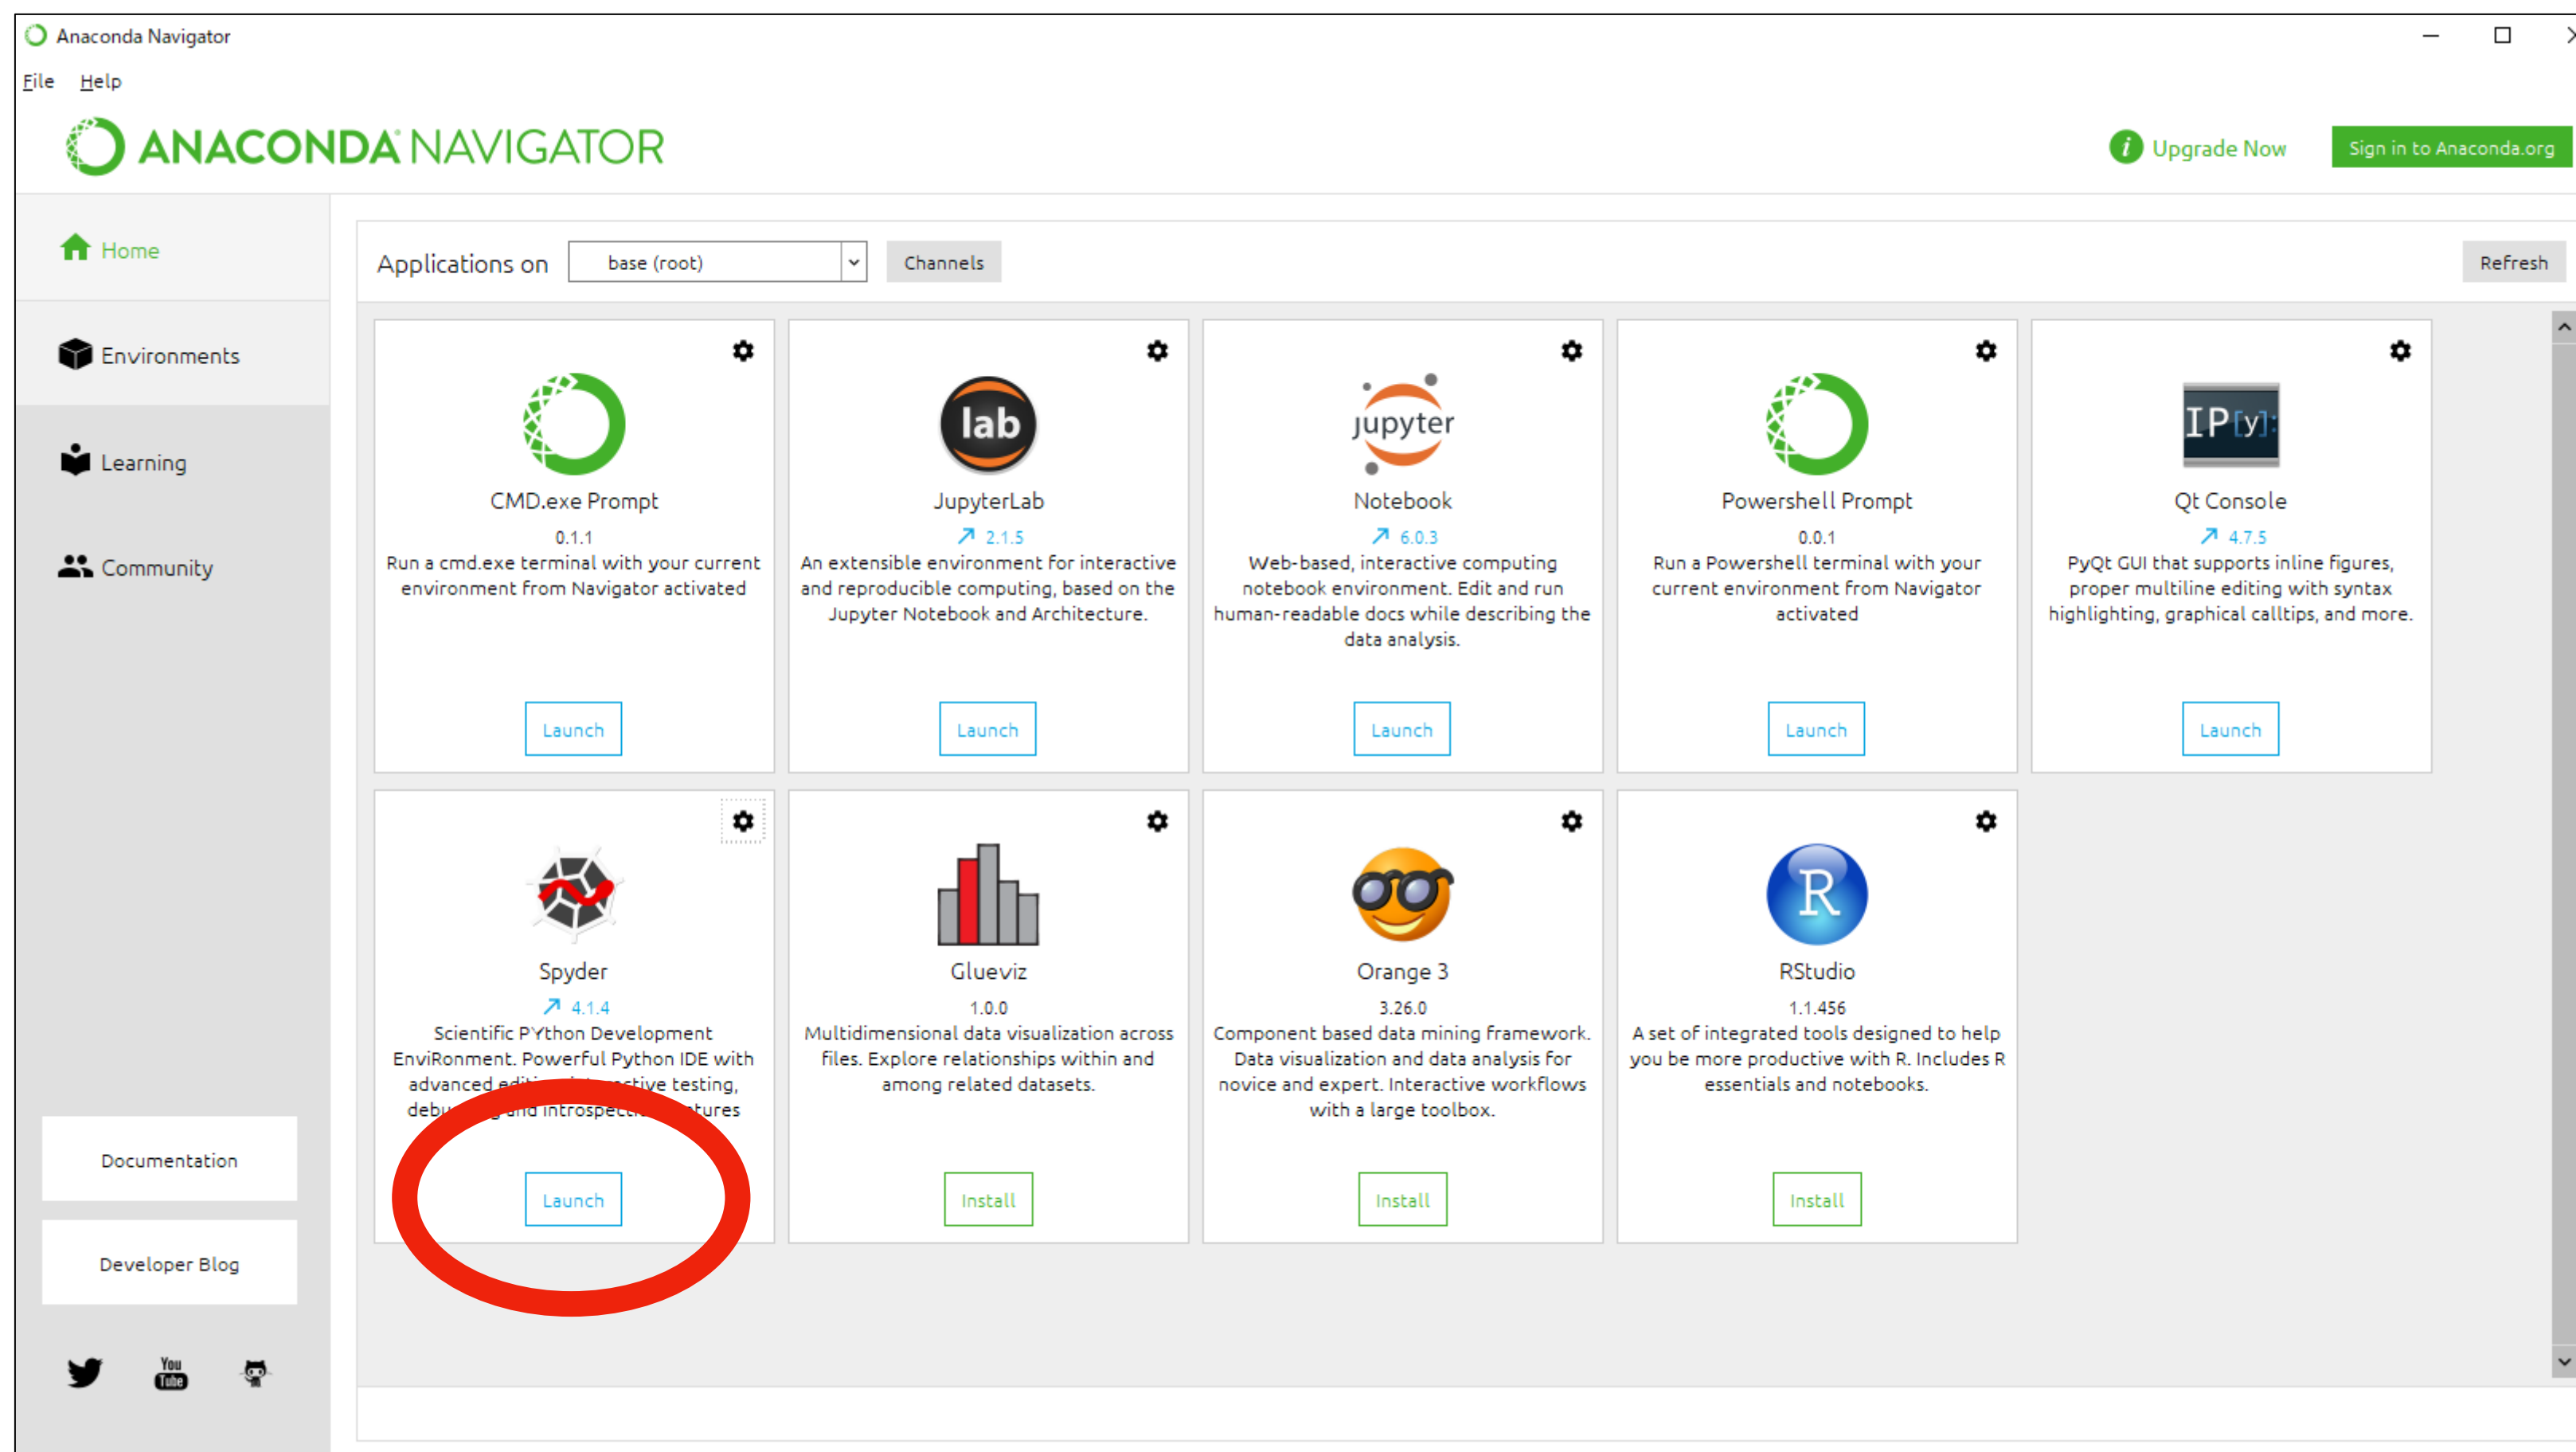 Anaconda Navigator
File Help
ANACONDA NAVIGATOR
Upgrade Now
Sign in to Anaconda.org
Home
Environments
Learning
Community
Documentation
Developer Blog
You
Tube
Applications on base (root) Channels Refresh
CMD.exe Prompt
0.1.1
Run a cmd.exe terminal with your current
environment from Navigator activated
Launch
lab
JupyterLab
2.1.5
An extensible environment for interactive
and reproducible computing, based on the
Jupyter Notebook and Architecture.
Launch
jupyter
Notebook
6.0.3
Web-based, interactive computing
notebook environment. Edit and run
human-readable docs while describing the
data analysis.
Launch
Powershell Prompt
0.0.1
Run a Powershell terminal with your
current environment from Navigator
activated
Launch
IP[y]:
Qt Console
4.7.5
PyQt GUI that supports inline figures,
proper multiline editing with syntax
highlighting, graphical calltips, and more.
Launch
Spyder
4.1.4
Scientific PYthon Development
EnviRonment. Powerful Python IDE with
advanced testing,
and
Launch
Glueviz
1.0.0
Multidimensional data visualization across
files. Explore relationships within and
among related datasets.
Install
Orange 3
3.26.0
Component based data mining framework.
Data visualization and data analysis for
novice and expert. Interactive workflows
with a large toolbox.
Install
R
RStudio
1.1.456
A set of integrated tools designed to help
you be more productive with R. Includes R
essentials and notebooks.
Install